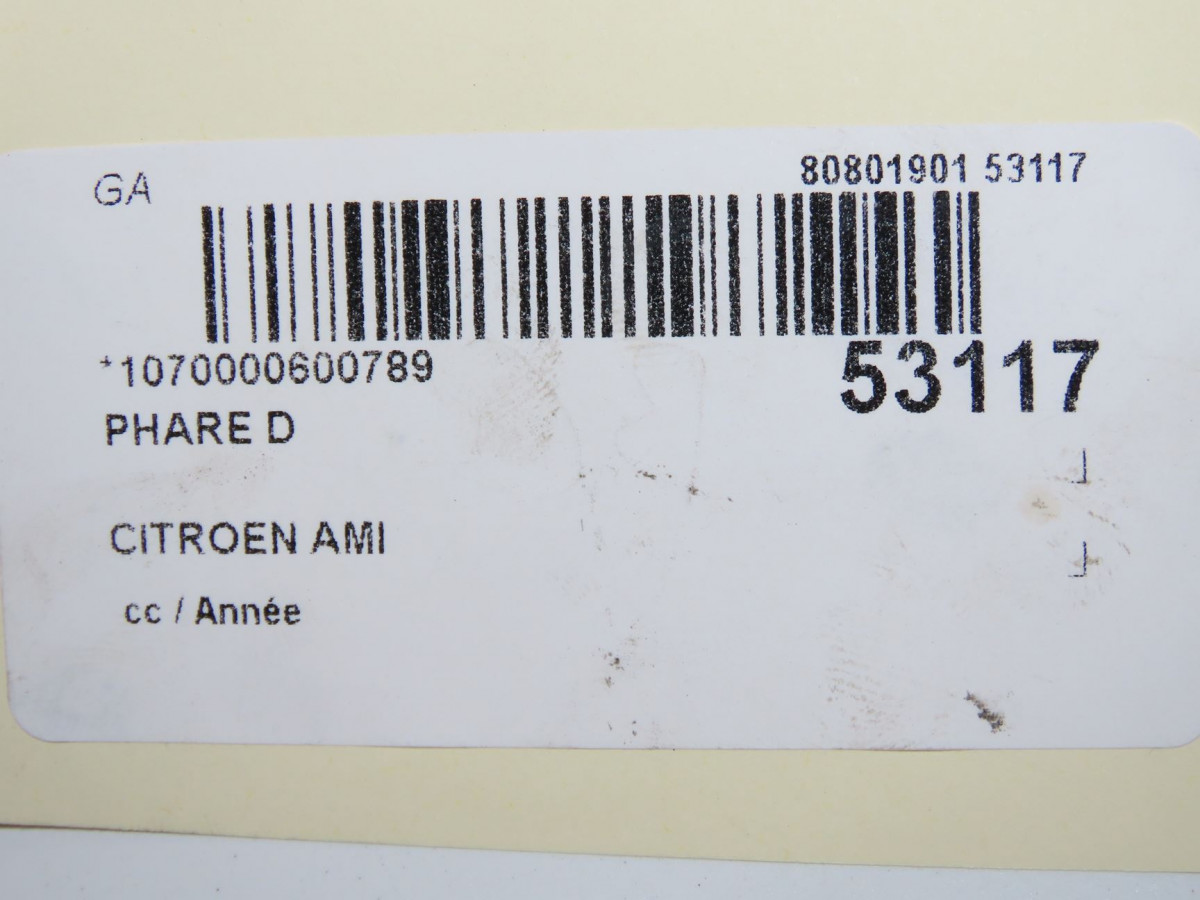 GA
80801901 53117
*1070000600789
53117
PHARE D
CITROEN AMI
cc / Année